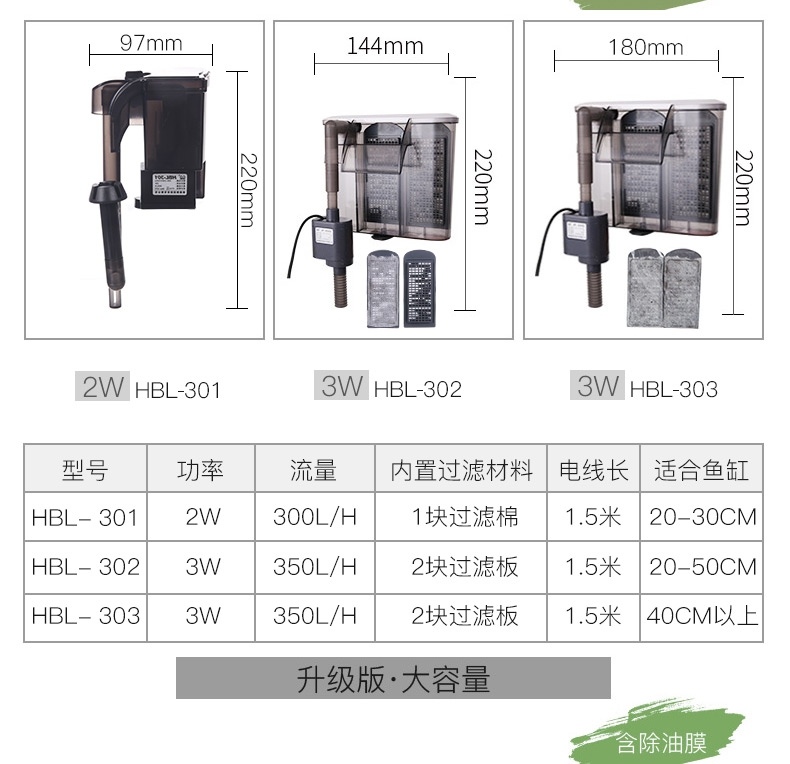 97mm
144mm
180mm
220mm
220mm
220mm
2W HBL-301
3W HBL-302
3W HBL-303
型号 功率 流量 内置过滤材料 电线长 适合鱼缸
HBL- 301 2W 300L/H 1块过滤棉 1.5米 20-30CM
HBL- 302 3W 350L/H 2块过滤板 1.5米 20-50CM
HBL- 303 3W 350L/H 2块过滤板 1.5米 40CM以上
升级版·大容量
含除油膜